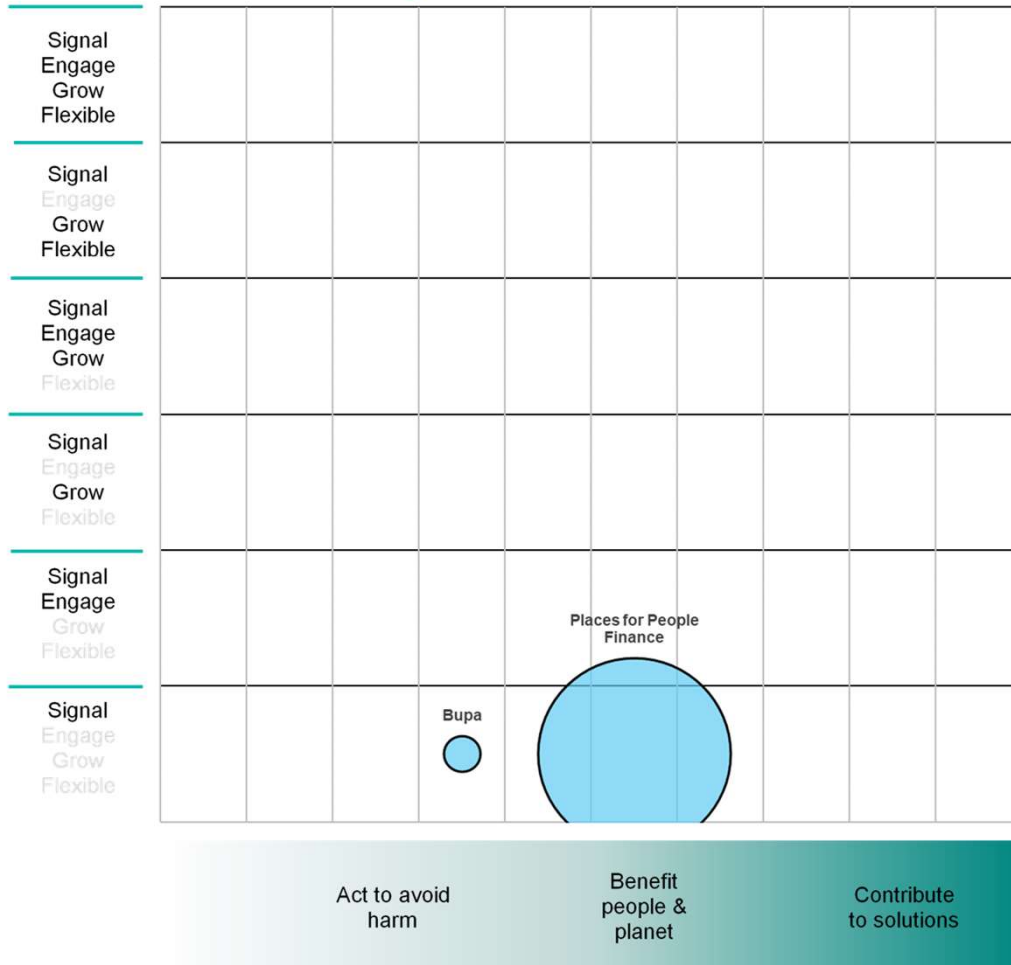 Signal
Engage
Grow
Flexible
Signal
Engage
Grow
Flexible
Signal
Engage
Grow
Flexible
Signal
Engage
Grow
Flexible
Signal
Engage
Grow
Flexible
Signal
Engage
Grow
Flexible
Places for People
Finance
Bupa
Act to avoid
harm
Benefit
people &
planet
Contribute
to solutions